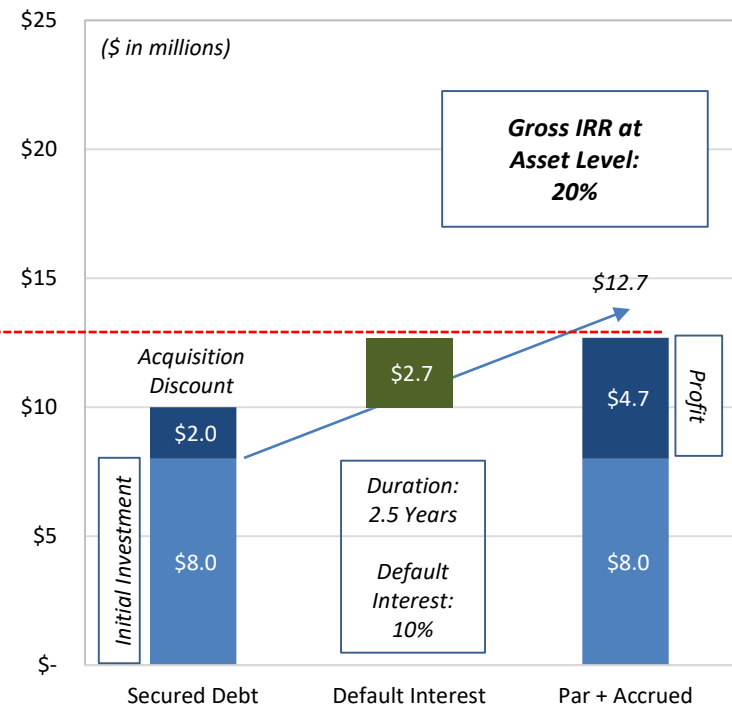 $25
($ in millions)
Gross IRR at
Asset Level:
20%
$20
$15
$12.7
Acquisition
Discount
$2.7
$4.7
Profit
$10
$2.0
Initial Investment
Duration:
2.5 Years
Default
Interest:
10%
$5
$8.0
$8.0
$-
Secured Debt
Default Interest
Par + Accrued